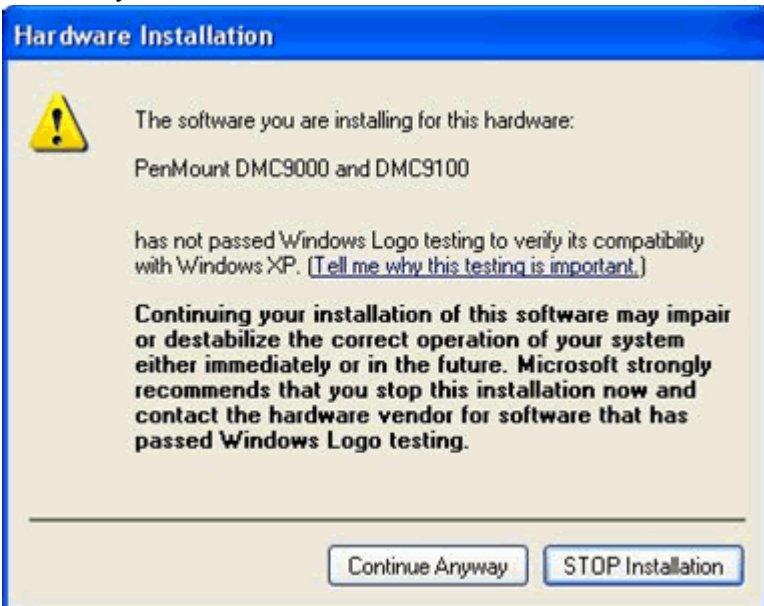 Hardware Installation
The software you are installing for this hardware:
PenMount DMC9000 and DMC9100
has not passed Windows Logo testing to verify its compatibility
with Windows XP. (Tell me why this testing is important.)
Continuing your installation of this software may impair
or destabilize the correct operation of your system
either immediately or in the future. Microsoft strongly
recommends that you stop this installation now and
contact the hardware vendor for software that has
passed Windows Logo testing.
Continue Anyway
STOP Installation